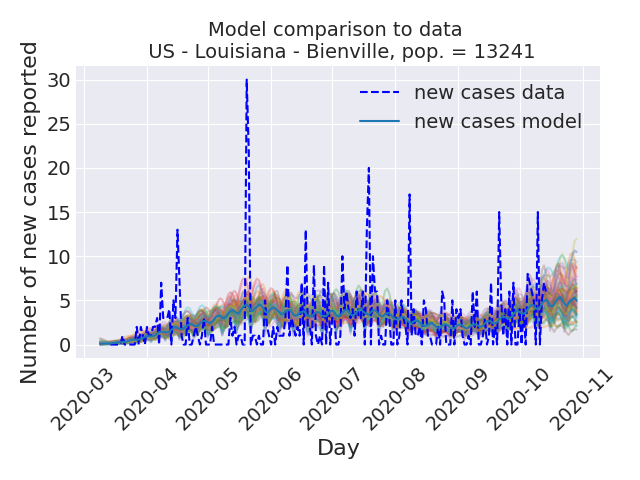 Model comparison to data
US - Louisiana - Bienville, pop. = 13241
Number of new cases reported
30
25
20
15
10
5
0
new cases data
new cases model
2020-03
2020-04
2020-05
2020-06
2020-07
2020-08
2020-09
2020-10
2020-11
Day